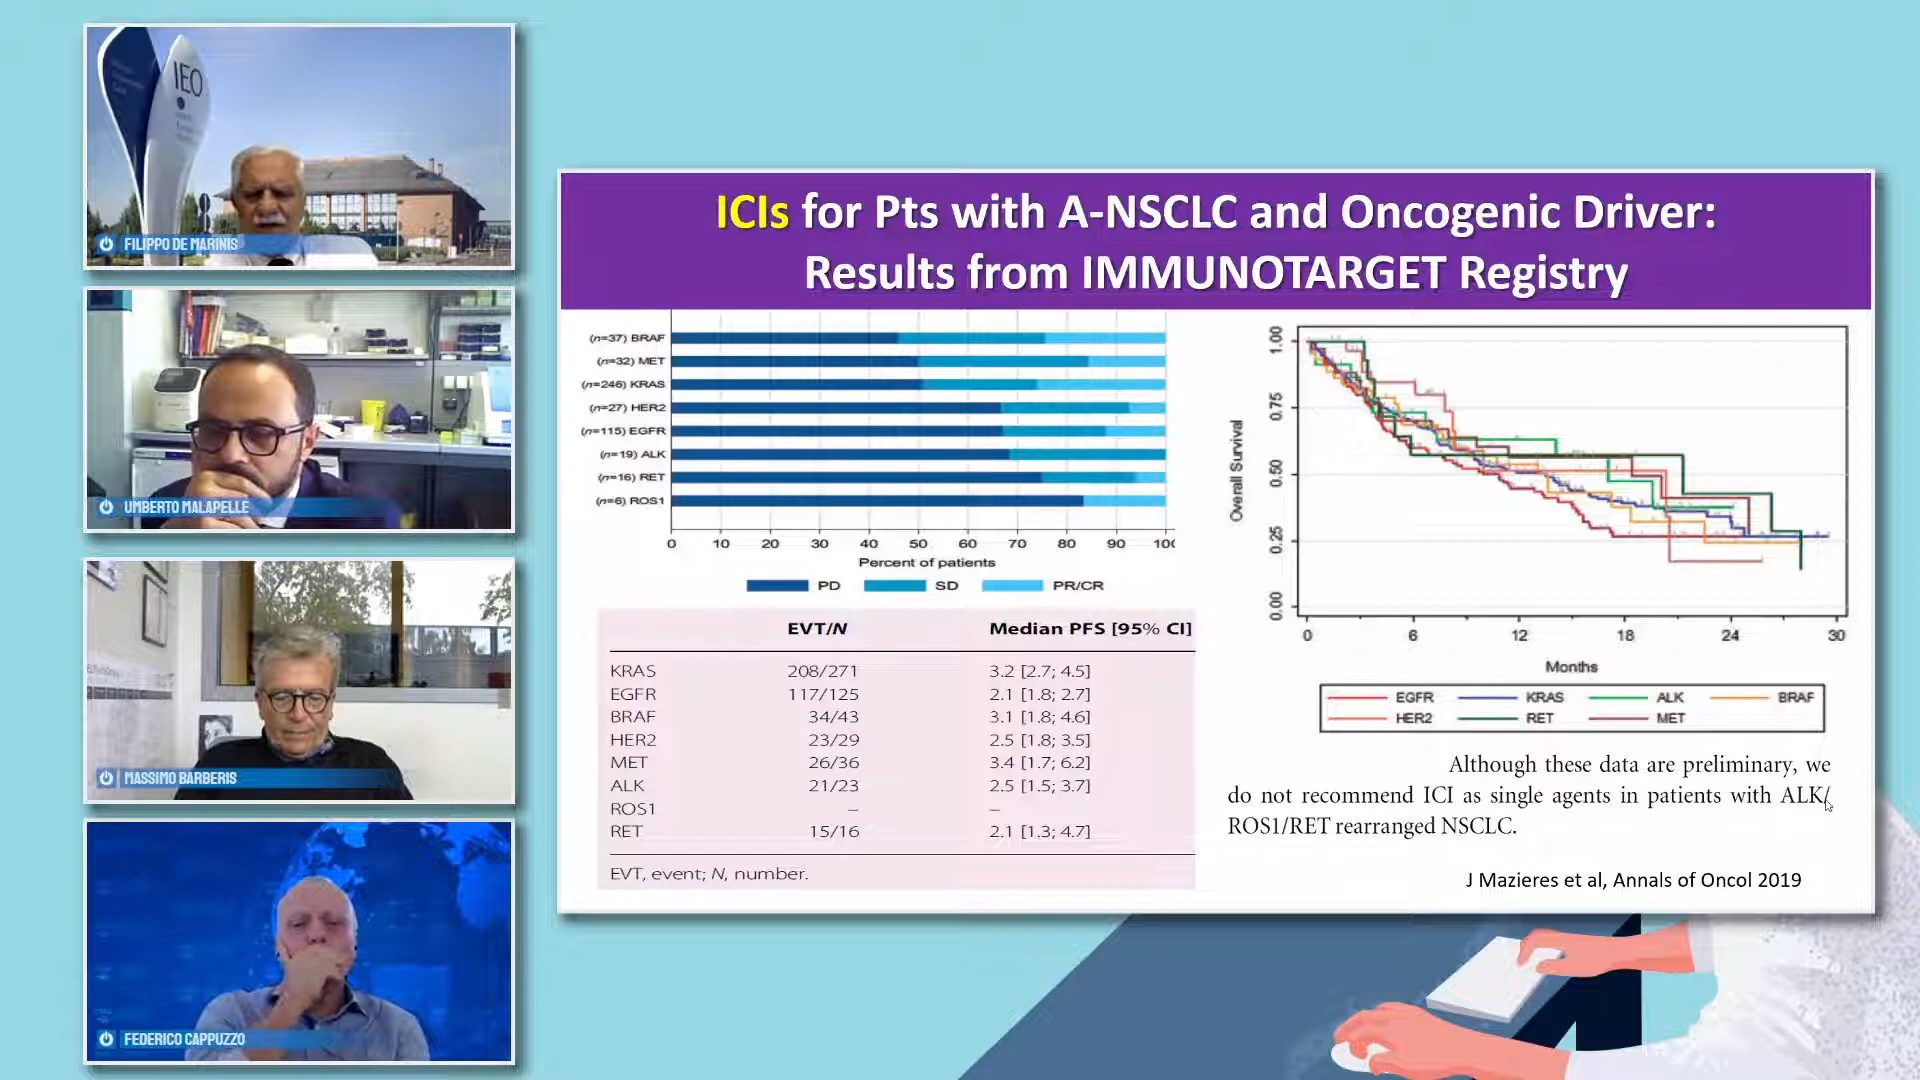 IEO
FILIPPO DE MARINIS
UMBERTO MALAPELLE
MASSIMO BARBERIS
FEDERICO CAPPUZZO
ICIs for Pts with A-NSCLC and Oncogenic Driver:
Results from IMMUNOTARGET Registry
(n=37) BRAF
(n=32) MET
(n=246) KRAS
(n=27) HER2
(n=115) EGFR
(n=19) ALK
(n=16) RET
(n=6) ROS1
0 10 20 30 40 50 60 70 80 90 100
Percent of patients
PD SD PR/CR
EVT/N Median PFS [95% CI]
KRAS 208/271 3.2 [2.7; 4.5]
EGFR 117/125 2.1 [1.8; 2.7]
BRAF 34/43 3.1 [1.8; 4.6]
HER2 23/29 2.5 [1.8; 3.5]
MET 26/36 3.4 [1.7; 6.2]
ALK 21/23 2.5 [1.5; 3.7]
ROS1 – –
RET 15/16 2.1 [1.3; 4.7]
EVT, event; N, number.
Overall Survival
1.00
0.75
0.50
0.25
0.00
0 6 12 18 24 30
Months
EGFR KRAS ALK BRAF
HER2 RET MET
Although these data are preliminary, we
do not recommend ICI as single agents in patients with ALK/
ROS1/RET rearranged NSCLC.
J Mazieres et al, Annals of Oncol 2019